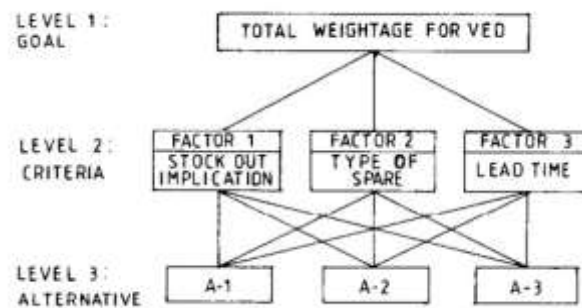 LEVEL 1:
GOAL
TOTAL WEIGHTAGE FOR VED
LEVEL 2:
CRITERIA
FACTOR 1
STOCK OUT
IMPLICATION
FACTOR 2
TYPE OF
SPARE
FACTOR 3
LEAD TIME
LEVEL 3:
ALTERNATIVE
A-1
A-2
A-3